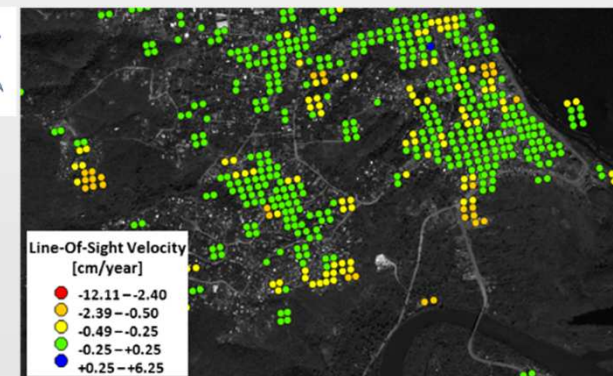 Line-Of-Sight Velocity
[cm/year]
-12.11 – -2.40
-2.39 – -0.50
-0.49 – -0.25
-0.25 – +0.25
+0.25 – +6.25